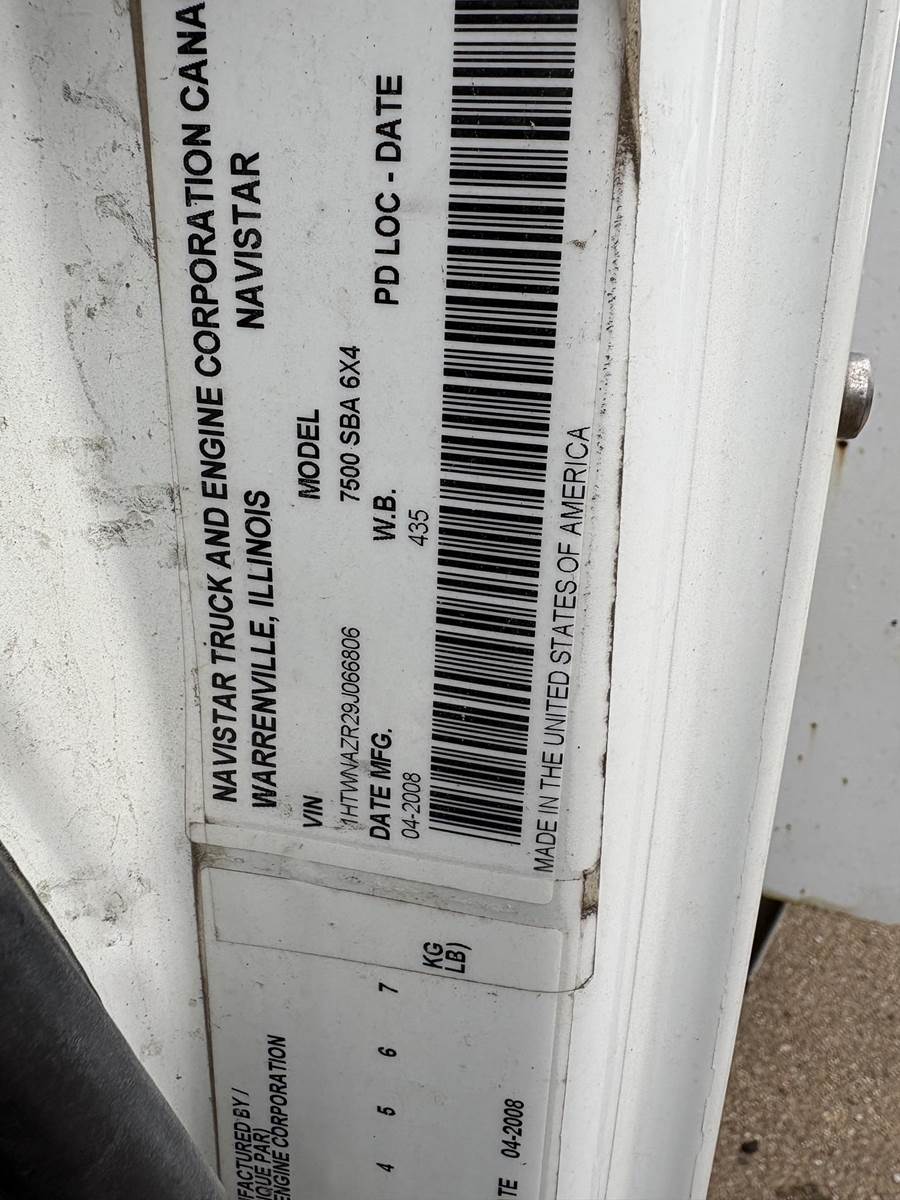 NAVISTAR TRUCK AND ENGINE CORPORATION CANA
WARRENVILLE, ILLINOIS NAVISTAR
VIN MODEL
1HTWNAZR29J066806 7500 SBA 6X4
DATE MFG. W.B. PD LOC - DATE
04-2008 435
MADE IN THE UNITED STATES OF AMERICA
FACTURED BY /
IQUE PAR)
ENGINE CORPORATION
4 5 6 7
KG
LB)
TE 04-2008